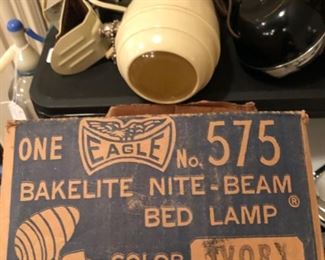 ONE EAGLE No. 575
BAKELITE NITE-BEAM
BED LAMP ®
COLOR IVORY